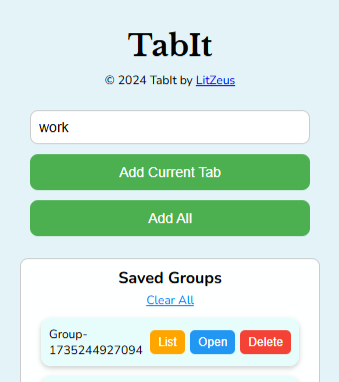 TabIt
© 2024 TabIt by LitZeus
work
Add Current Tab
Add All
Saved Groups
Clear All
Group-
1735244927094
List
Open
Delete